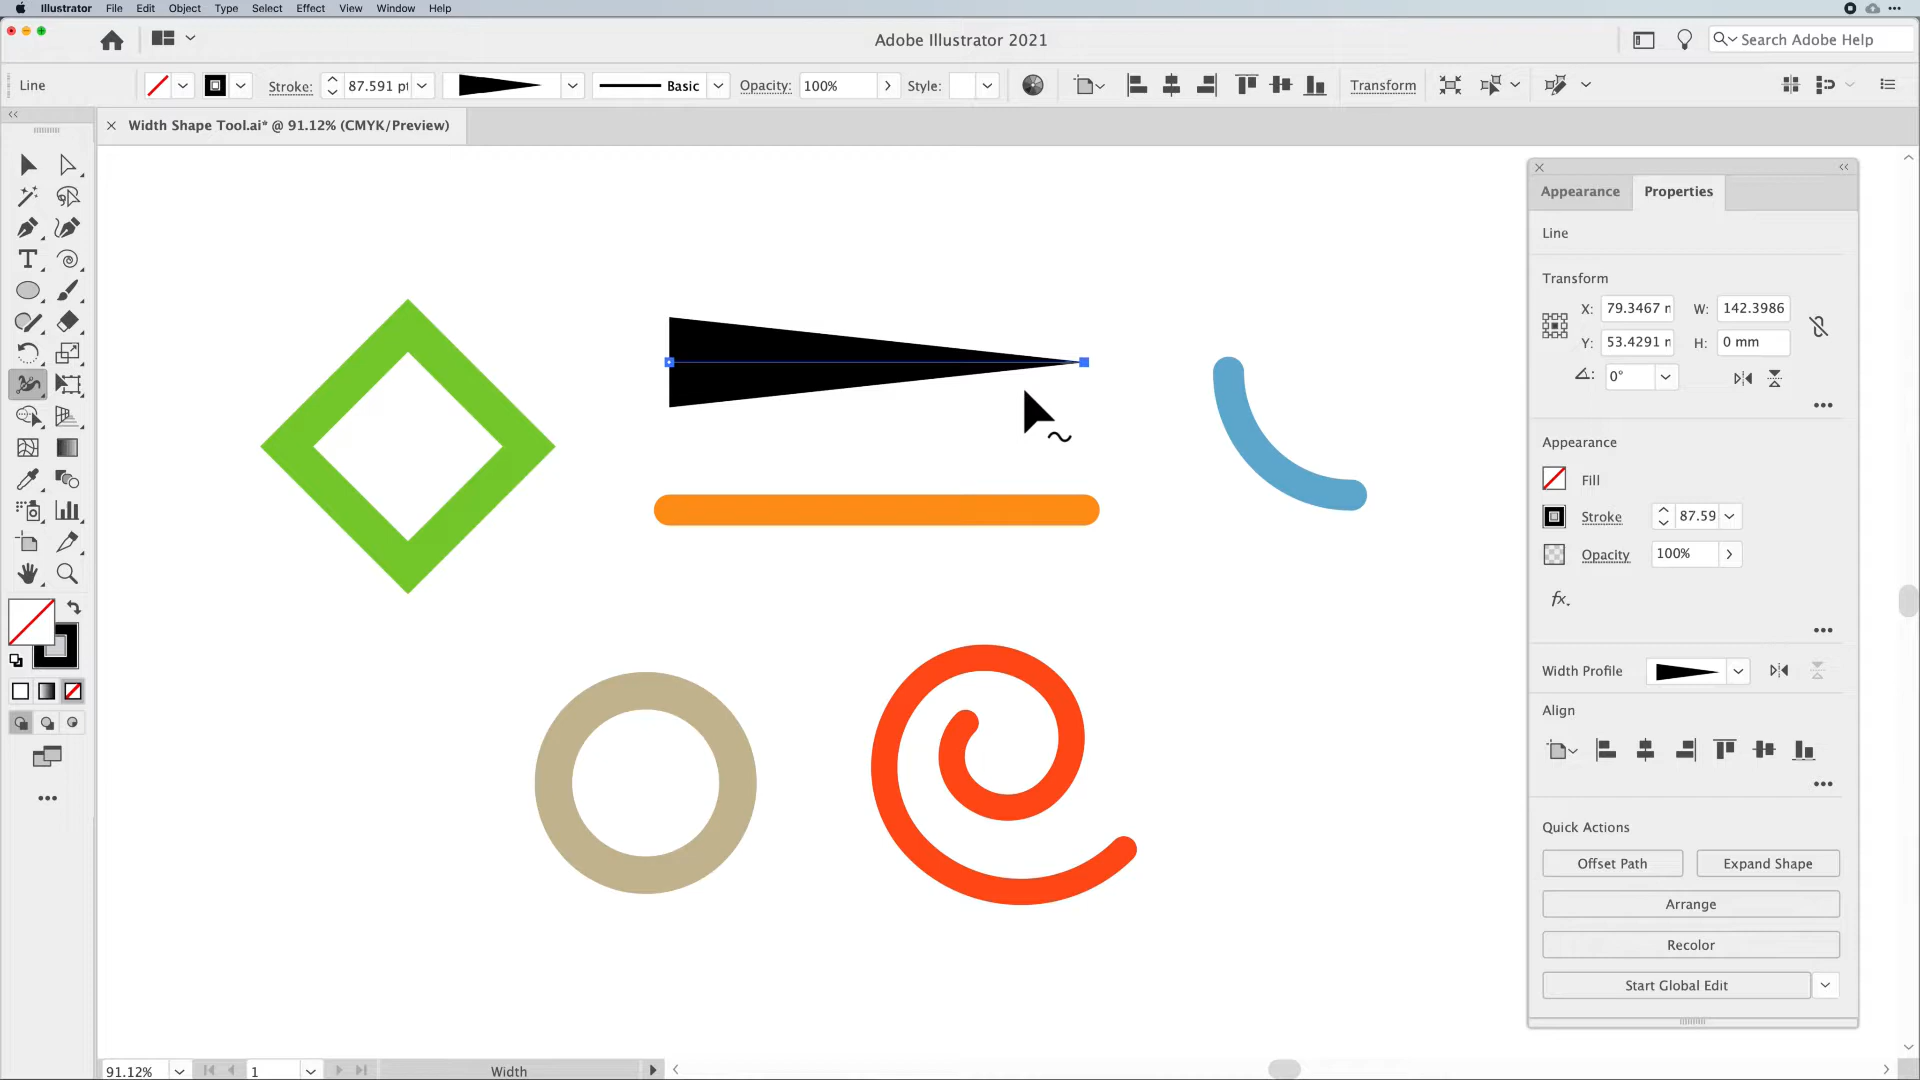 Illustrator File Edit Object Type Select Effect View Window Help
Adobe Illustrator 2021
Search Adobe Help
Line Stroke: 87.591 pt Basic Opacity: 100% Style: Transform
Width Shape Tool.ai* @ 91.12% (CMYK/Preview)
Appearance Properties
Line
Transform
X: 79.3467 W: 142.3986
Y: 53.4291 H: 0 mm
0°
Appearance
Fill
Stroke 87.59
Opacity 100%
fx.
Width Profile
Align
Quick Actions
Offset Path Expand Shape
Arrange
Recolor
Start Global Edit
91.12% 1 Width